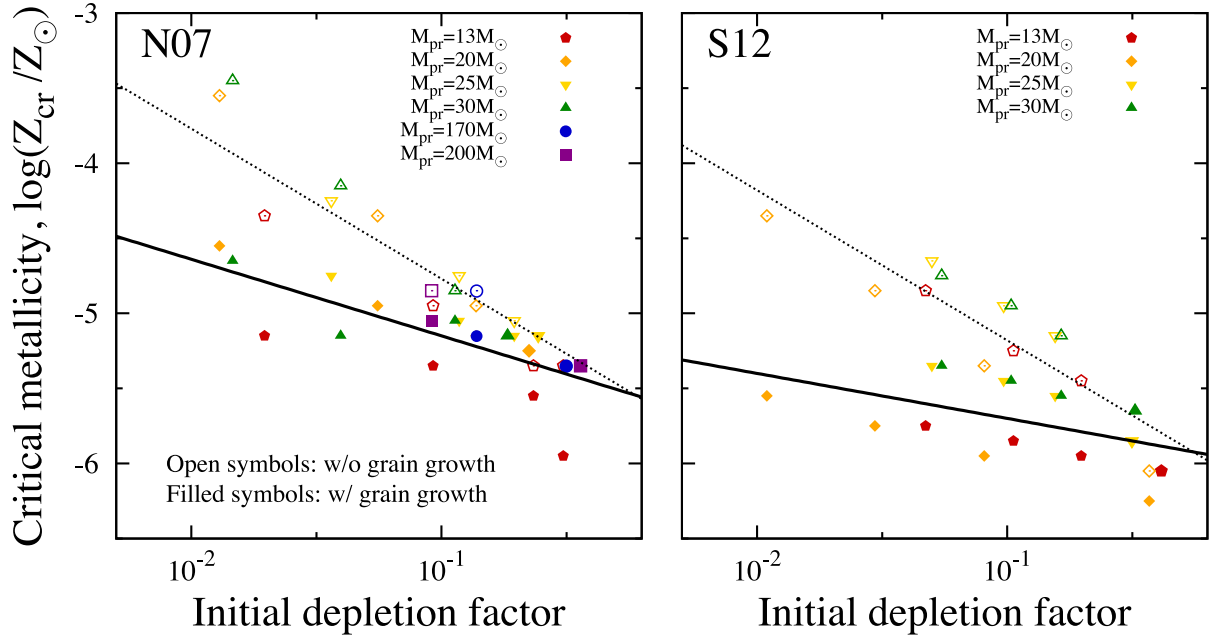 Critical metallicity, log(Z_cr /Z_☉)
-3
-4
-5
-6
N07
M_pr=13M_☉
M_pr=20M_☉
M_pr=25M_☉
M_pr=30M_☉
M_pr=170M_☉
M_pr=200M_☉
Open symbols: w/o grain growth
Filled symbols: w/ grain growth
10^-2
10^-1
Initial depletion factor
S12
M_pr=13M_☉
M_pr=20M_☉
M_pr=25M_☉
M_pr=30M_☉
10^-2
10^-1
Initial depletion factor